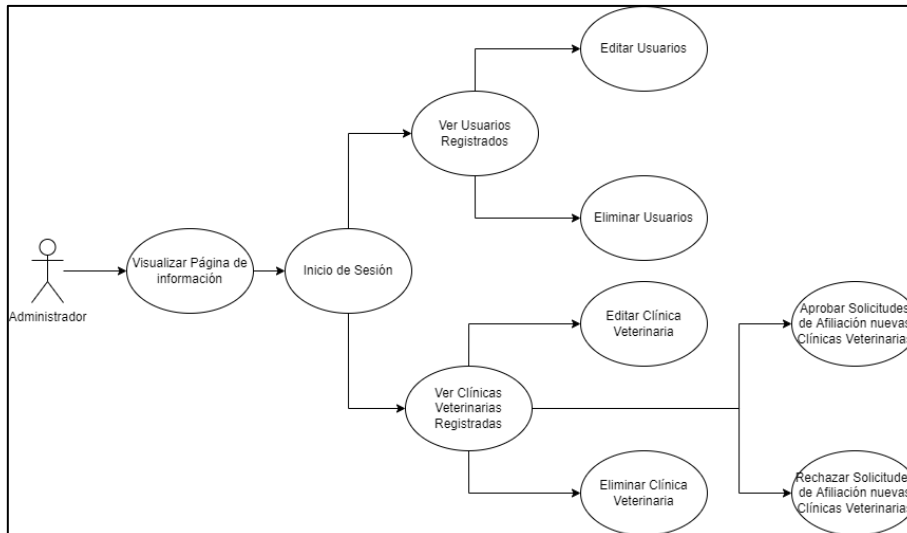 Editar Usuarios
Ver Usuarios
Registrados
Eliminar Usuarios
Visualizar Página de
información
Inicio de Sesión
Administrador
Editar Clínica
Veterinaria
Aprobar Solicitudes
de Afiliación nuevas
Clínicas Veterinarias
Ver Clínicas
Veterinarias
Registradas
Eliminar Clínica
Veterinaria
Rechazar Solicitudes
de Afiliación nuevas
Clínicas Veterinarias